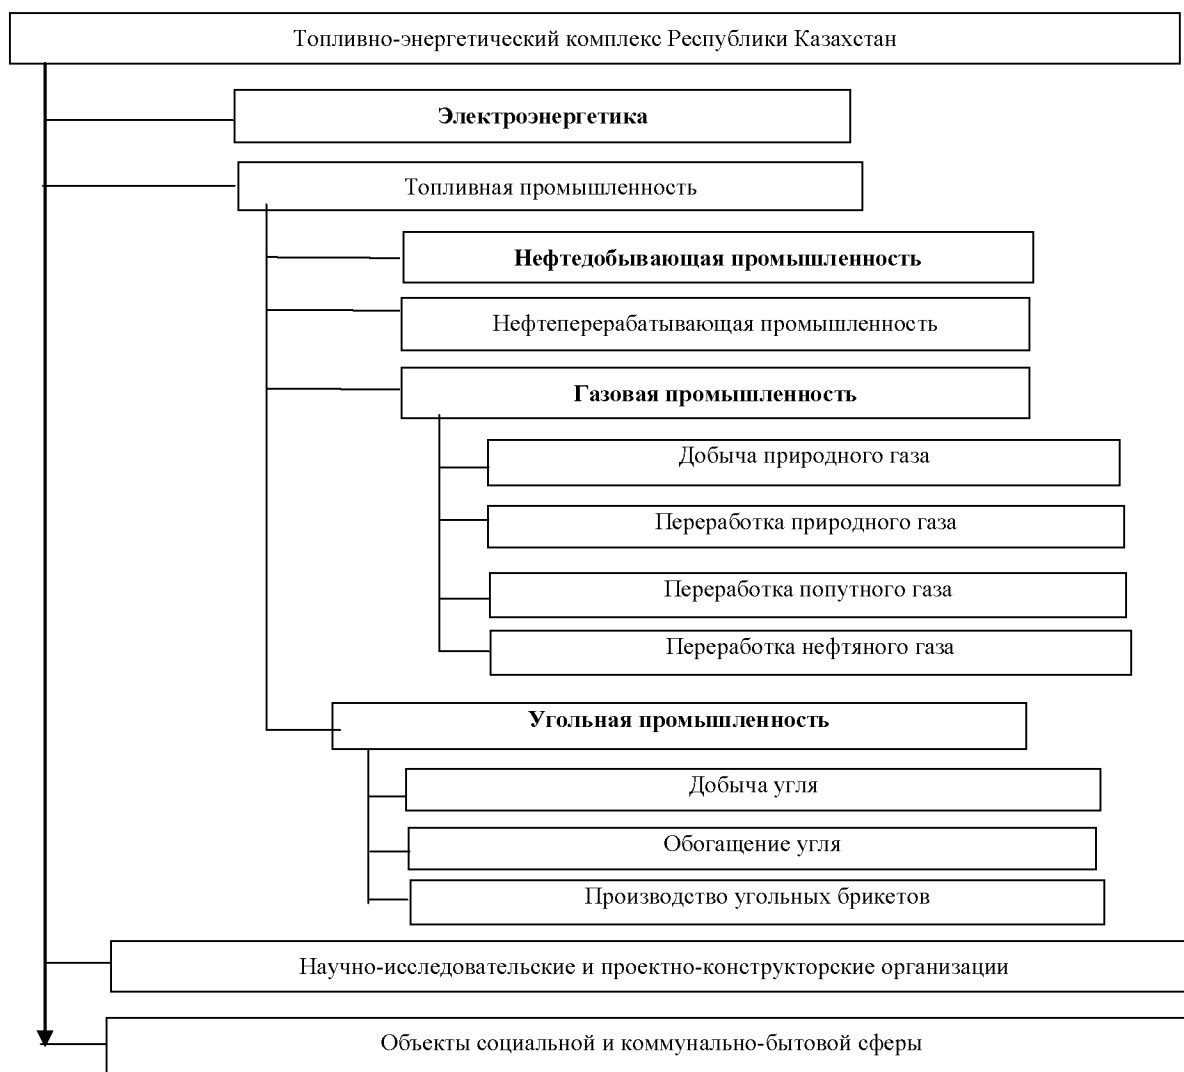 Топливно-энергетический комплекс Республики Казахстан
Электроэнергетика
Топливная промышленность
Нефтедобывающая промышленность
Нефтеперерабатывающая промышленность
Газовая промышленность
Добыча природного газа
Переработка природного газа
Переработка попутного газа
Переработка нефтяного газа
Угольная промышленность
Добыча угля
Обогащение угля
Производство угольных брикетов
Научно-исследовательские и проектно-конструкторские организации
Объекты социальной и коммунально-бытовой сферы